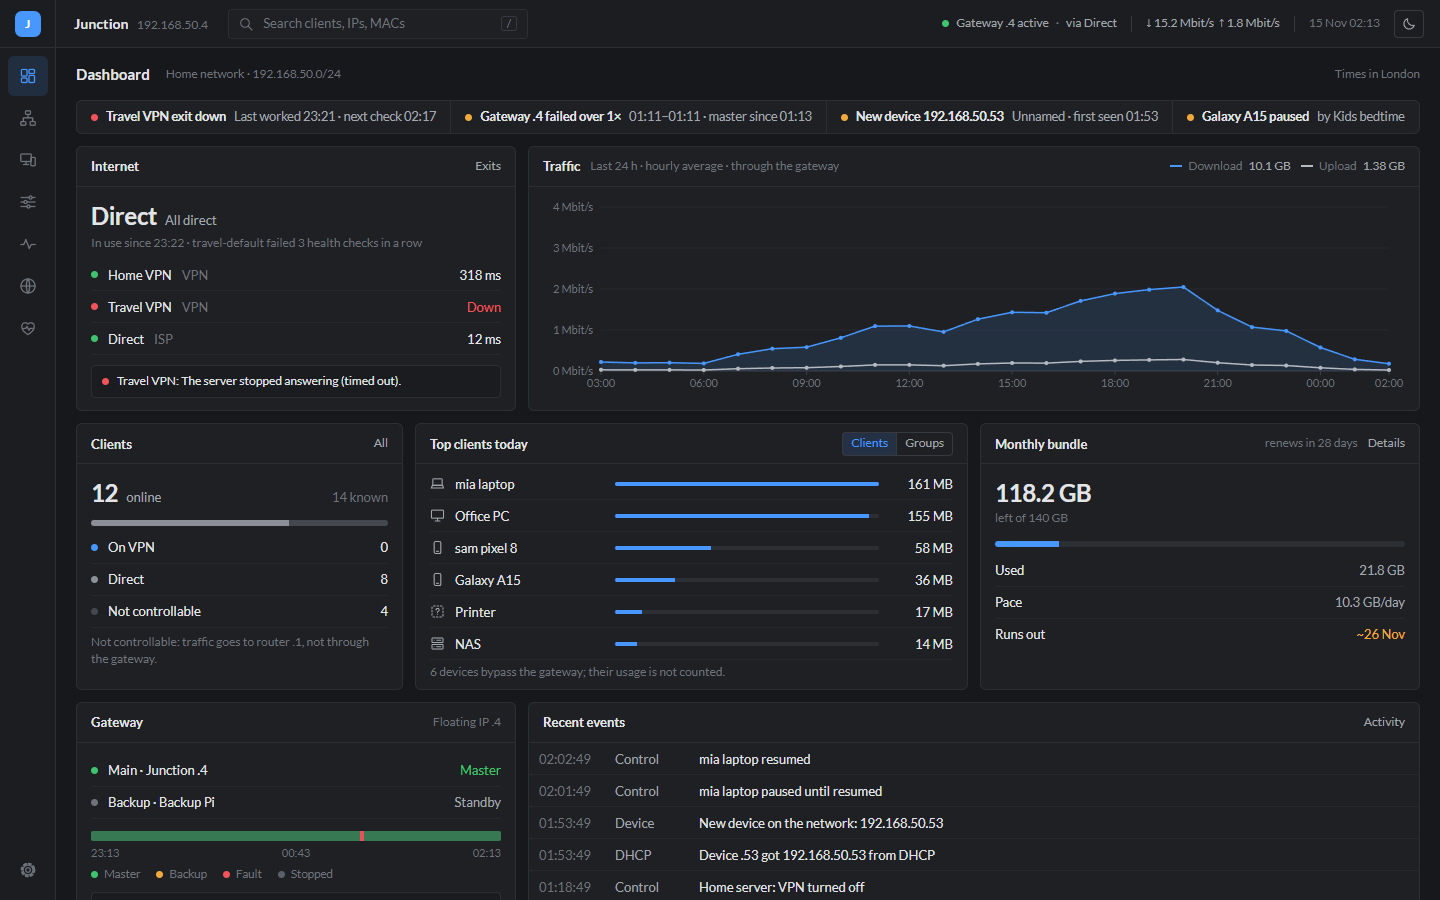 J
Junction 192.168.50.4
Search clients, IPs, MACs /
Gateway .4 active · via Direct
↓ 15.2 Mbit/s ↑ 1.8 Mbit/s
15 Nov 02:13
Dashboard Home network · 192.168.50.0/24
Times in London
Travel VPN exit down Last worked 23:21 · next check 02:17
Gateway .4 failed over 1× 01:11–01:11 · master since 01:13
New device 192.168.50.53 Unnamed · first seen 01:53
Galaxy A15 paused by Kids bedtime
Internet Exits
Direct All direct
In use since 23:22 · travel-default failed 3 health checks in a row
Home VPN VPN 318 ms
Travel VPN VPN Down
Direct ISP 12 ms
Travel VPN: The server stopped answering (timed out).
Traffic Last 24 h · hourly average · through the gateway
Download 10.1 GB Upload 1.38 GB
4 Mbit/s
3 Mbit/s
2 Mbit/s
1 Mbit/s
0 Mbit/s
03:00 06:00 09:00 12:00 15:00 18:00 21:00 00:00 02:00
Clients All
12 online 14 known
On VPN 0
Direct 8
Not controllable 4
Not controllable: traffic goes to router .1, not through
the gateway.
Top clients today Clients Groups
mia laptop 161 MB
Office PC 155 MB
sam pixel 8 58 MB
Galaxy A15 36 MB
Printer 17 MB
NAS 14 MB
6 devices bypass the gateway; their usage is not counted.
Monthly bundle renews in 28 days Details
118.2 GB
left of 140 GB
Used 21.8 GB
Pace 10.3 GB/day
Runs out ~26 Nov
Gateway Floating IP .4
Main · Junction .4 Master
Backup · Backup Pi Standby
23:13 00:43 02:13
Master Backup Fault Stopped
Recent events Activity
02:02:49 Control mia laptop resumed
02:01:49 Control mia laptop paused until resumed
01:53:49 Device New device on the network: 192.168.50.53
01:53:49 DHCP Device .53 got 192.168.50.53 from DHCP
01:18:49 Control Home server: VPN turned off